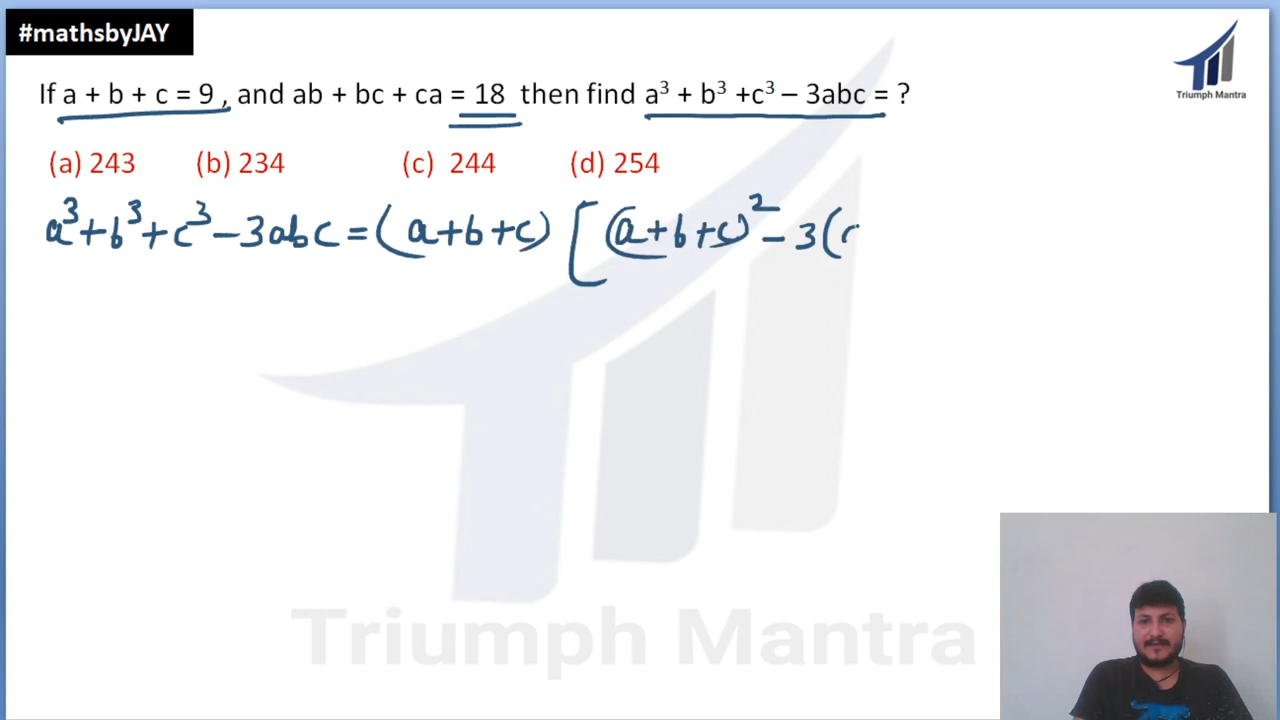 #mathsbyJAY
Triumph Mantra
If a + b + c = 9 , and ab + bc + ca = 18 then find a³ + b³ +c³ – 3abc = ?
(a) 243 (b) 234 (c) 244 (d) 254
a³+b³+c³-3abc=(a+b+c) [(a+b+c)²-3(
Triumph Mantra